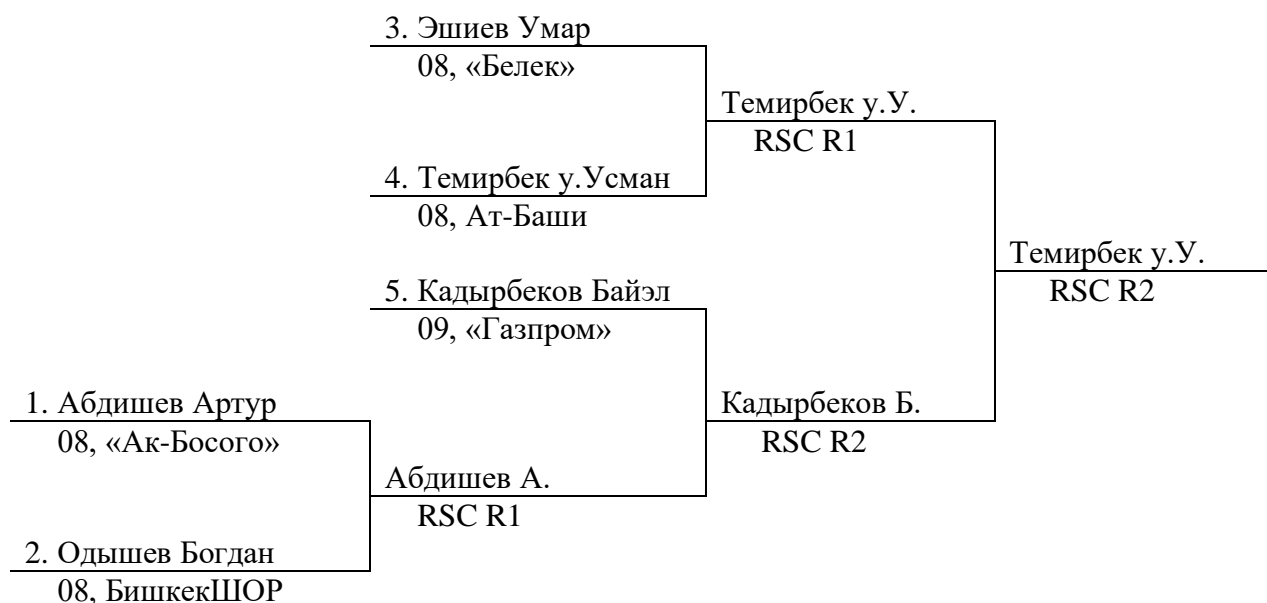 3. Эшиев Умар
08, «Белек»
Темирбек у.У.
RSC R1
4. Темирбек у.Усман
08, Ат-Баши
Темирбек у.У.
RSC R2
5. Кадырбеков Байэл
09, «Газпром»
1. Абдишев Артур
08, «Ак-Босого»
Кадырбеков Б.
RSC R2
Абдишев А.
RSC R1
2. Одышев Богдан
08, БишкекШОР